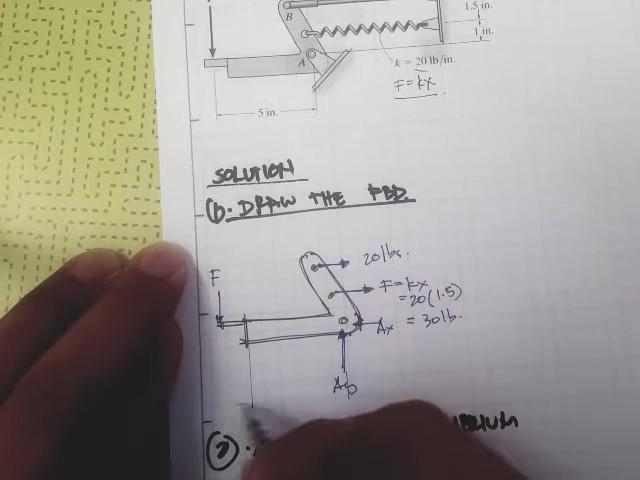 B
1.5 in.
1 in.
A
k = 20 lb/in.
F = kx
5 in.
SOLUTION
(1). DRAW THE FBD
20 lbs.
F
F = kx
= 20(1.5)
= 30 lb.
Ax
Ay
(2).